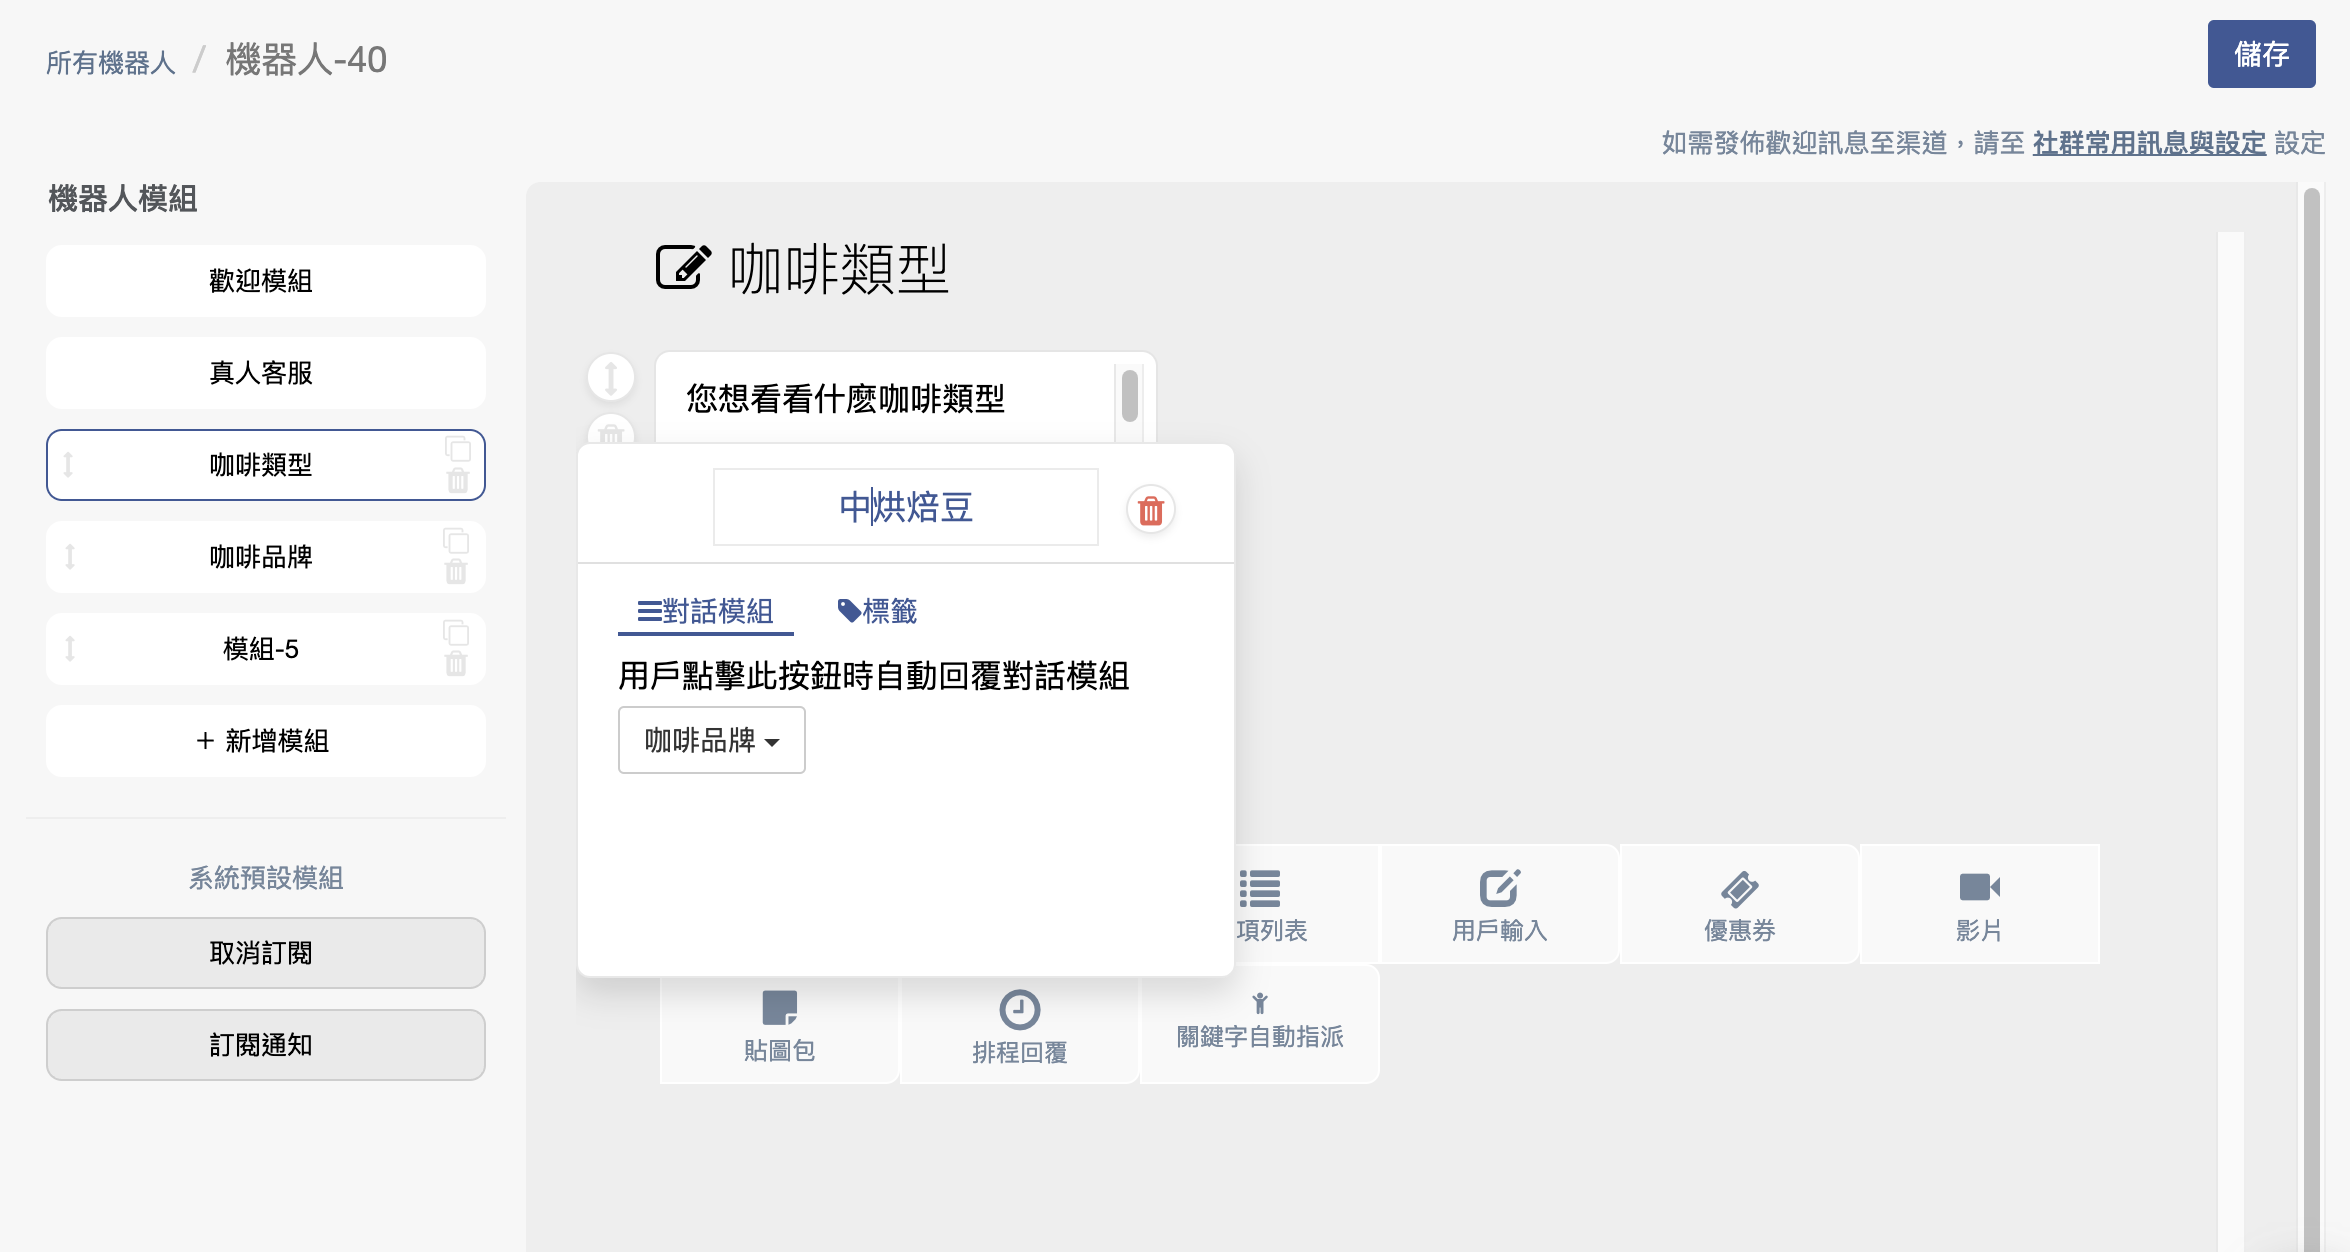 所有機器人 / 機器人-40
儲存
如需發佈歡迎訊息至渠道，請至 社群常用訊息與設定 設定
機器人模組
歡迎模組
真人客服
咖啡類型
咖啡品牌
模組-5
+ 新增模組
系統預設模組
取消訂閱
訂閱通知
咖啡類型
您想看看什麼咖啡類型
中烘焙豆
對話模組
標籤
用戶點擊此按鈕時自動回覆對話模組
咖啡品牌
項列表
用戶輸入
優惠券
影片
貼圖包
排程回覆
關鍵字自動指派